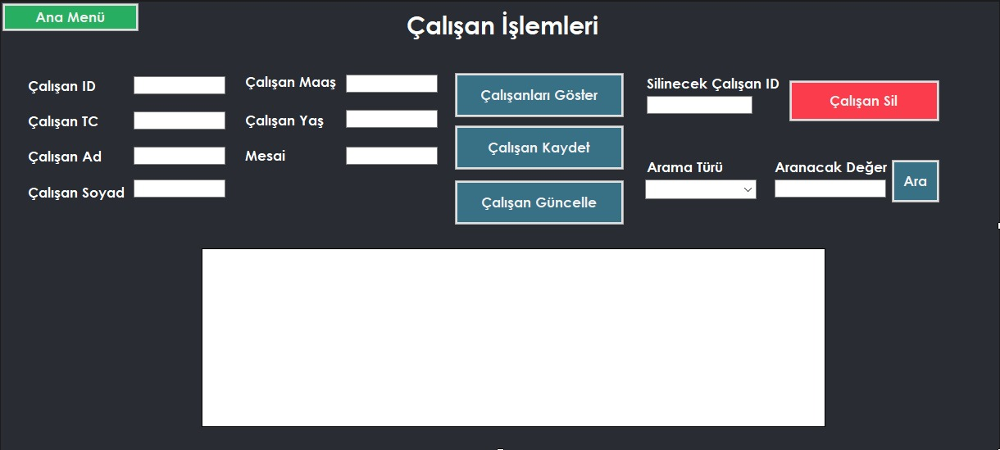 Ana Menü
Çalışan İşlemleri
Çalışan ID
Çalışan TC
Çalışan Ad
Çalışan Soyad
Çalışan Maaş
Çalışan Yaş
Mesai
Çalışanları Göster
Çalışan Kaydet
Çalışan Güncelle
Silinecek Çalışan ID
Çalışan Sil
Arama Türü
Aranacak Değer
Ara